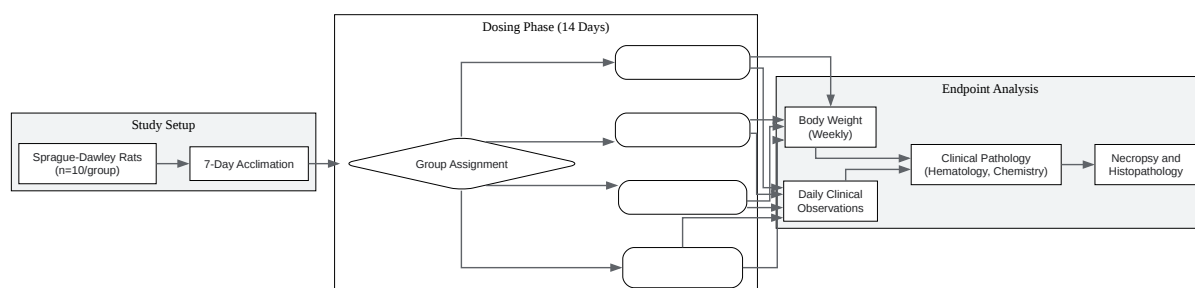 Study Setup
Sprague-Dawley Rats
(n=10/group)
7-Day Acclimation
Dosing Phase (14 Days)
Group Assignment
Endpoint Analysis
Body Weight
(Weekly)
Daily Clinical
Observations
Clinical Pathology
(Hematology, Chemistry)
Necropsy and
Histopathology